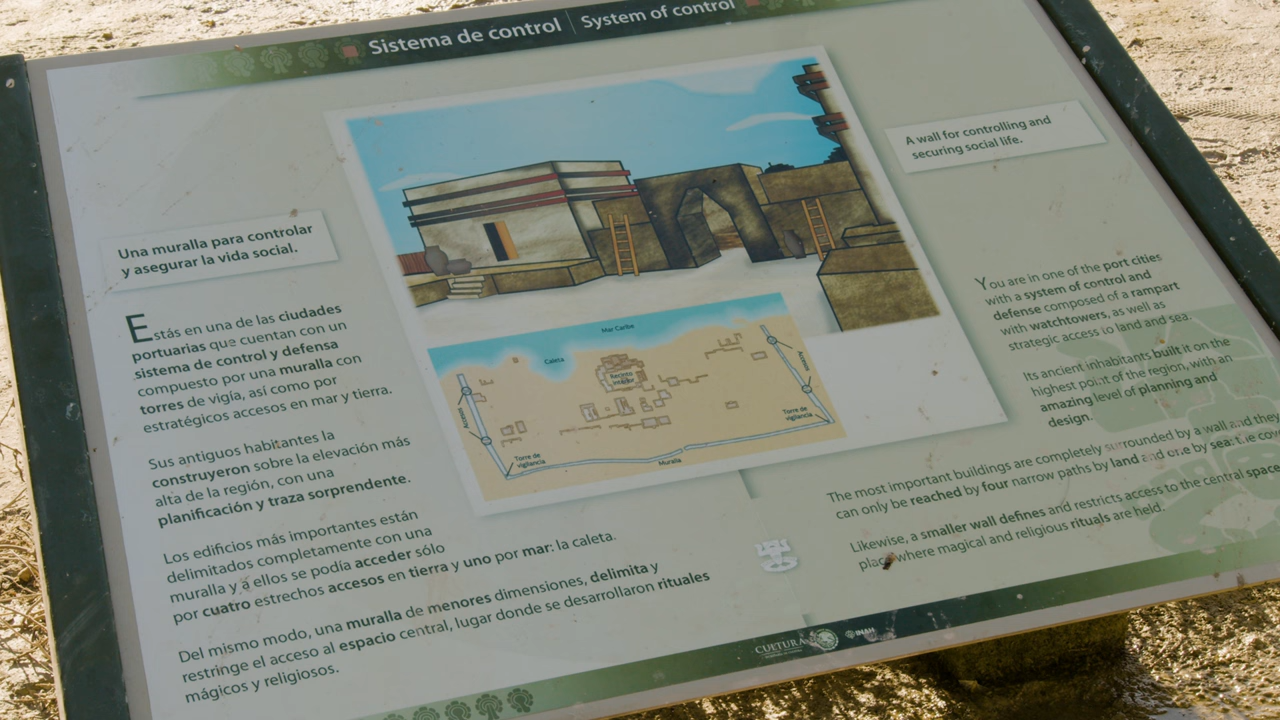 Sistema de control | System of control
Una muralla para controlar
y asegurar la vida social.
Estás en una de las ciudades
portuarias que cuentan con un
sistema de control y defensa
compuesto por una muralla con
torres de vigía, así como por
estratégicos accesos en mar y tierra.
Sus antiguos habitantes la
construyeron sobre la elevación más
alta de la región, con una
planificación y traza sorprendente.
Los edificios más importantes están
delimitados completamente con una
muralla y a ellos se podía acceder sólo
por cuatro estrechos accesos en tierra y uno por mar: la caleta.
Del mismo modo, una muralla de menores dimensiones, delimita y
restringe el acceso al espacio central, lugar donde se desarrollaron rituales
mágicos y religiosos.
Mar Caribe
Caleta
Recinto
interior
Acceso
Acceso
Torre de
vigilancia
Torre de
vigilancia
Muralla
A wall for controlling and
securing social life.
You are in one of the port cities
with a system of control and
defense composed of a rampart
with watchtowers, as well as
strategic access to land and sea.
Its ancient inhabitants built it on the
highest point of the region, with an
amazing level of planning and
design.
The most important buildings are completely surrounded by a wall and they
can only be reached by four narrow paths by land and one by sea: the
Likewise, a smaller wall defines and restricts access to the central space
place where magical and religious rituals are held.
CULTURA
INAH